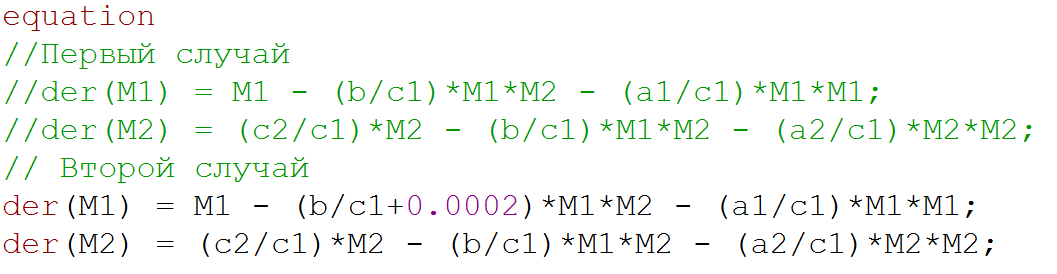 equation
//Первый случай
//der(M1) = M1 - (b/c1)*M1*M2 - (a1/c1)*M1*M1;
//der(M2) = (c2/c1)*M2 - (b/c1)*M1*M2 - (a2/c1)*M2*M2;
// Второй случай
der(M1) = M1 - (b/c1+0.0002)*M1*M2 - (a1/c1)*M1*M1;
der(M2) = (c2/c1)*M2 - (b/c1)*M1*M2 - (a2/c1)*M2*M2;